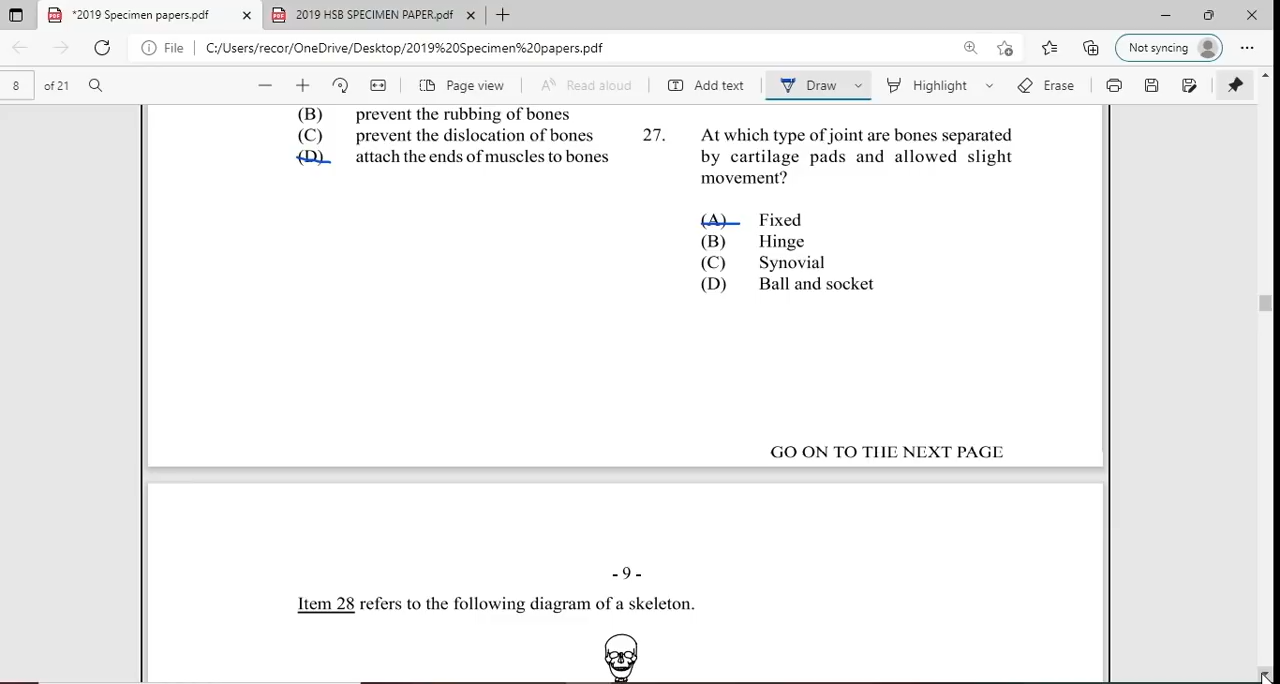 *2019 Specimen papers.pdf
2019 HSB SPECIMEN PAPER.pdf
File
C:/Users/recor/OneDrive/Desktop/2019%20Specimen%20papers.pdf
Not syncing
8 of 21
Page view
Read aloud
Add text
Draw
Highlight
Erase
(B) prevent the rubbing of bones
(C) prevent the dislocation of bones
(D) attach the ends of muscles to bones
27. At which type of joint are bones separated
by cartilage pads and allowed slight
movement?
(A) Fixed
(B) Hinge
(C) Synovial
(D) Ball and socket
GO ON TO THE NEXT PAGE
- 9 -
Item 28 refers to the following diagram of a skeleton.